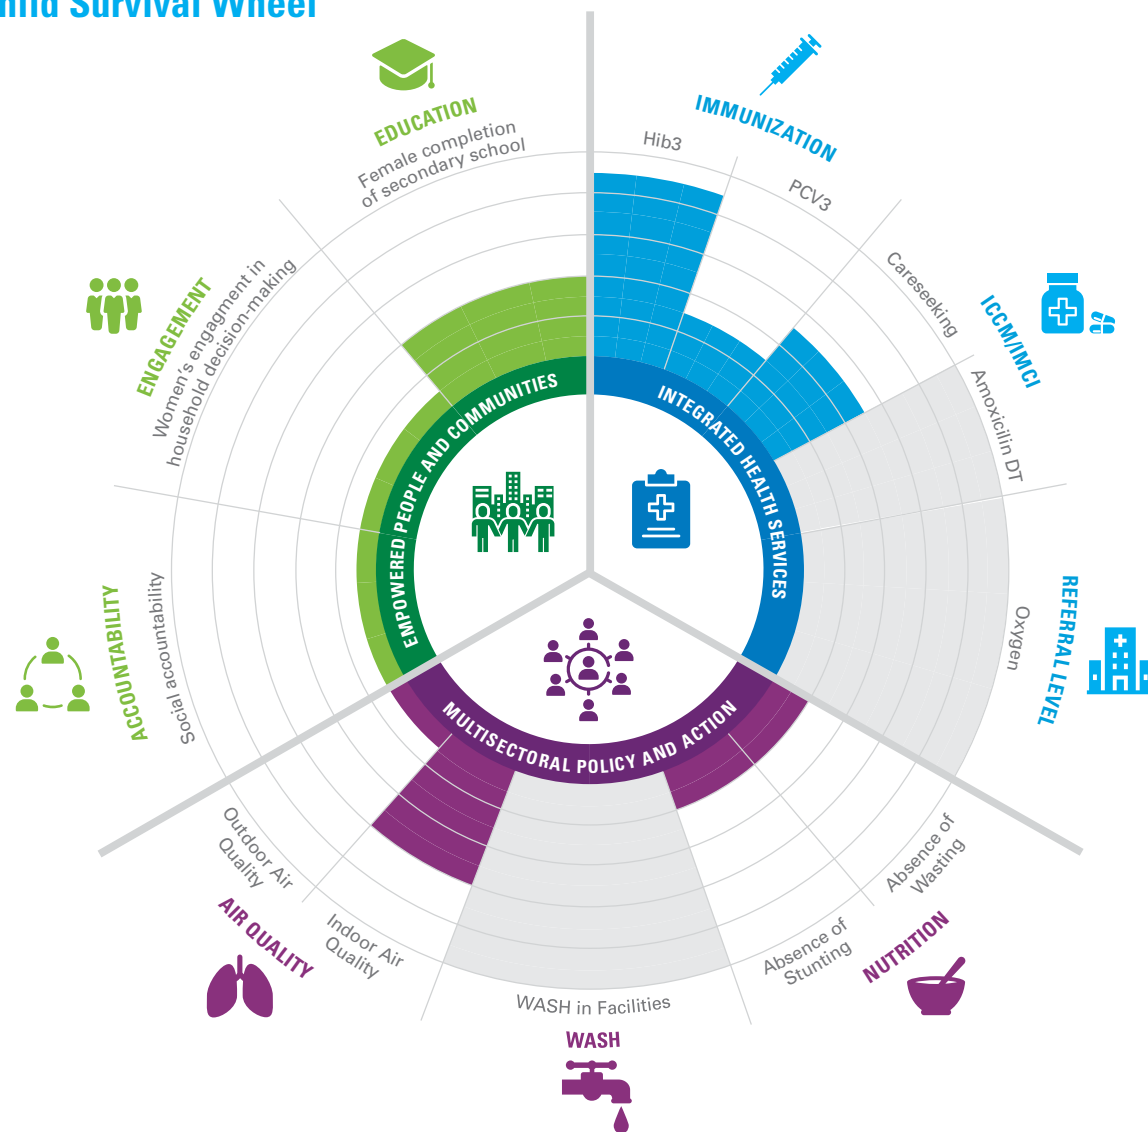 hild Survival Wheel
EDUCATION
Female completion
of secondary school
IMMUNIZATION
Hib3
PCV3
Careseeking
ICCM/IMCI
Amoxicilin DT
ENGAGEMENT
Women's engagment in
household decision-making
EMPOWERED PEOPLE AND COMMUNITIES
INTEGRATED HEALTH SERVICES
ACCOUNTABILITY
Social accountability
REFERRAL LEVEL
Oxygen
MULTISECTORAL POLICY AND ACTION
Outdoor Air
Quality
AIR QUALITY
Indoor Air
Quality
WASH in Facilities
WASH
Absence of
Stunting
Absence of
Wasting
NUTRITION